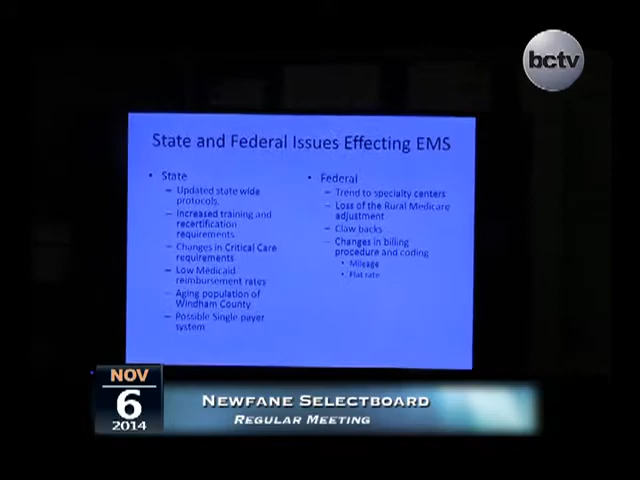 bctv
State and Federal Issues Effecting EMS
• State
– Updated state wide
protocols.
– Increased training and
recertification
requirements
– Changes in Critical Care
requirements
– Low Medicaid
reimbursement rates
– Aging population of
Windham County
– Possible Single payer
system
• Federal
– Trend to specialty centers
– Loss of the Rural Medicare
adjustment
– Claw backs
– Changes in billing
procedure and coding
• Mileage
• Flat rate
NOV
6
2014
NEWFANE SELECTBOARD
REGULAR MEETING